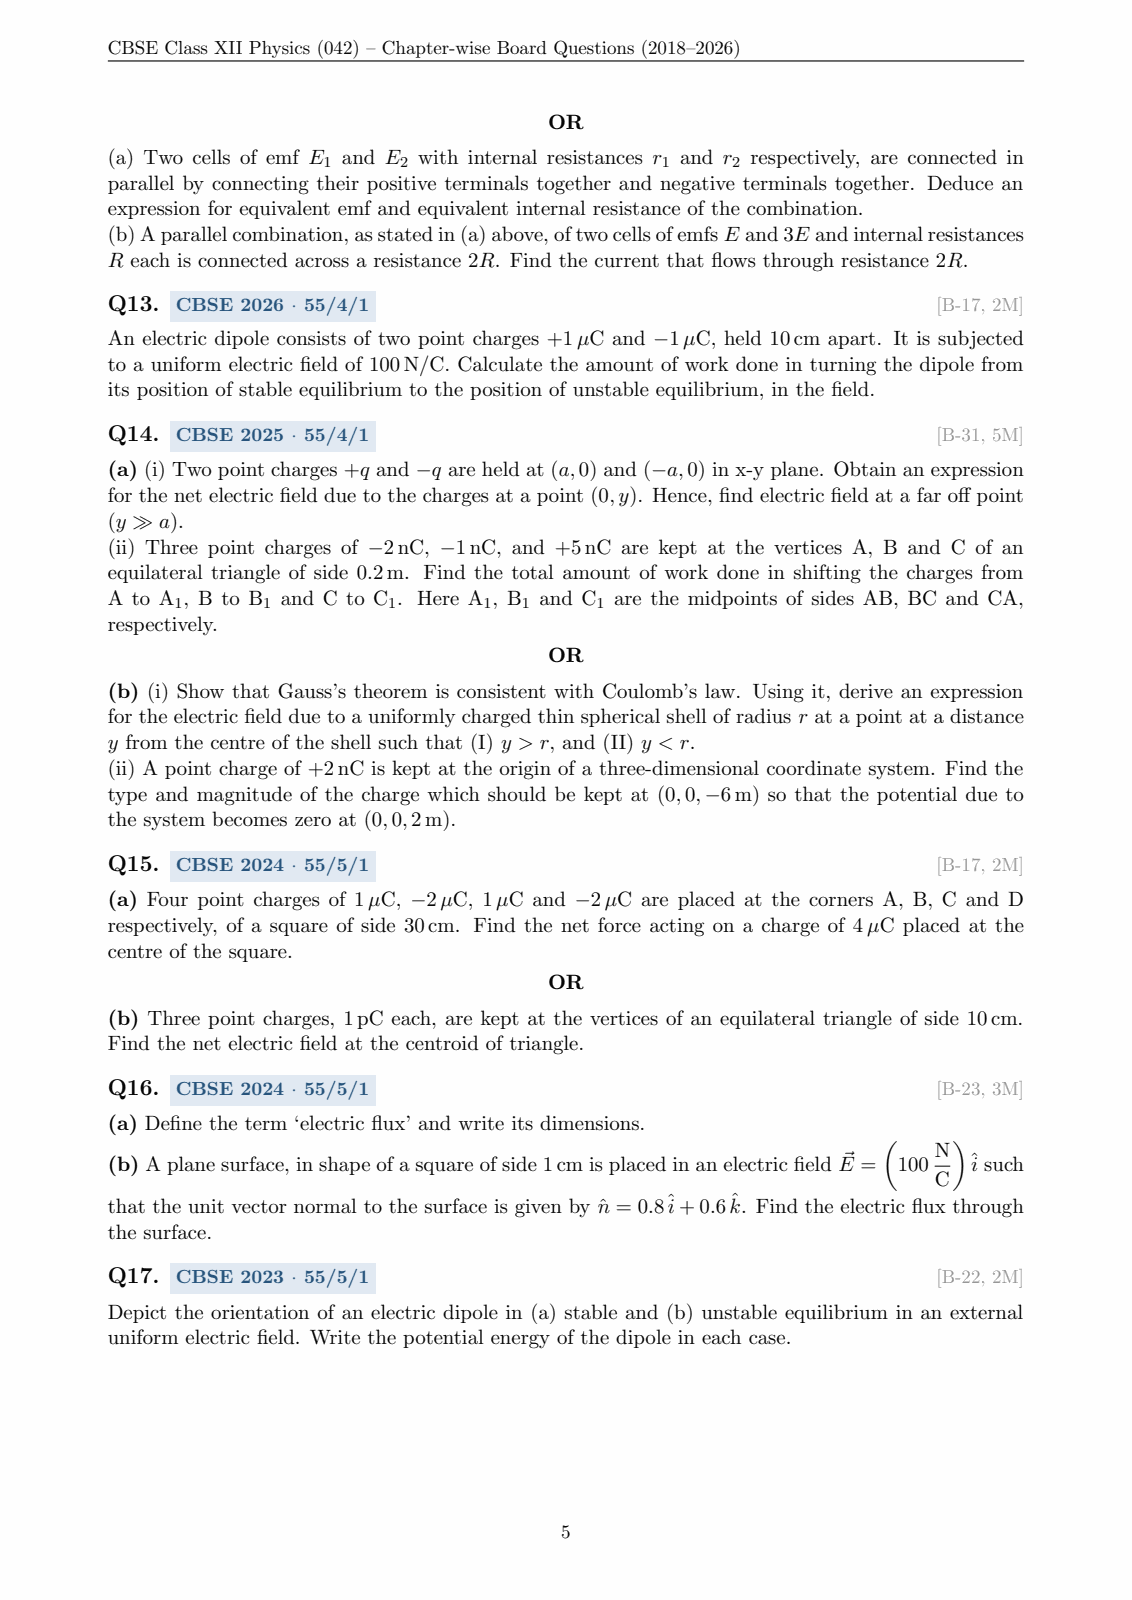 CBSE Class XII Physics (042) – Chapter-wise Board Questions (2018–2026)
OR
(a) Two cells of emf E₁ and E₂ with internal resistances r₁ and r₂ respectively, are connected in
parallel by connecting their positive terminals together and negative terminals together. Deduce an
expression for equivalent emf and equivalent internal resistance of the combination.
(b) A parallel combination, as stated in (a) above, of two cells of emfs E and 3E and internal resistances
R each is connected across a resistance 2R. Find the current that flows through resistance 2R.
Q13. CBSE 2026 · 55/4/1 [B-17, 2M]
An electric dipole consists of two point charges +1 μC and −1 μC, held 10 cm apart. It is subjected
to a uniform electric field of 100 N/C. Calculate the amount of work done in turning the dipole from
its position of stable equilibrium to the position of unstable equilibrium, in the field.
Q14. CBSE 2025 · 55/4/1 [B-31, 5M]
(a) (i) Two point charges +q and −q are held at (a, 0) and (−a, 0) in x-y plane. Obtain an expression
for the net electric field due to the charges at a point (0, y). Hence, find electric field at a far off point
(y ≫ a).
(ii) Three point charges of −2 nC, −1 nC, and +5 nC are kept at the vertices A, B and C of an
equilateral triangle of side 0.2 m. Find the total amount of work done in shifting the charges from
A to A₁, B to B₁ and C to C₁. Here A₁, B₁ and C₁ are the midpoints of sides AB, BC and CA,
respectively.
OR
(b) (i) Show that Gauss's theorem is consistent with Coulomb's law. Using it, derive an expression
for the electric field due to a uniformly charged thin spherical shell of radius r at a point at a distance
y from the centre of the shell such that (I) y > r, and (II) y < r.
(ii) A point charge of +2 nC is kept at the origin of a three-dimensional coordinate system. Find the
type and magnitude of the charge which should be kept at (0, 0, −6 m) so that the potential due to
the system becomes zero at (0, 0, 2 m).
Q15. CBSE 2024 · 55/5/1 [B-17, 2M]
(a) Four point charges of 1 μC, −2 μC, 1 μC and −2 μC are placed at the corners A, B, C and D
respectively, of a square of side 30 cm. Find the net force acting on a charge of 4 μC placed at the
centre of the square.
OR
(b) Three point charges, 1 pC each, are kept at the vertices of an equilateral triangle of side 10 cm.
Find the net electric field at the centroid of triangle.
Q16. CBSE 2024 · 55/5/1 [B-23, 3M]
(a) Define the term ‘electric flux’ and write its dimensions.
(b) A plane surface, in shape of a square of side 1 cm is placed in an electric field E⃗ = (100 N/C) î such
that the unit vector normal to the surface is given by n̂ = 0.8 î + 0.6 k̂. Find the electric flux through
the surface.
Q17. CBSE 2023 · 55/5/1 [B-22, 2M]
Depict the orientation of an electric dipole in (a) stable and (b) unstable equilibrium in an external
uniform electric field. Write the potential energy of the dipole in each case.
5